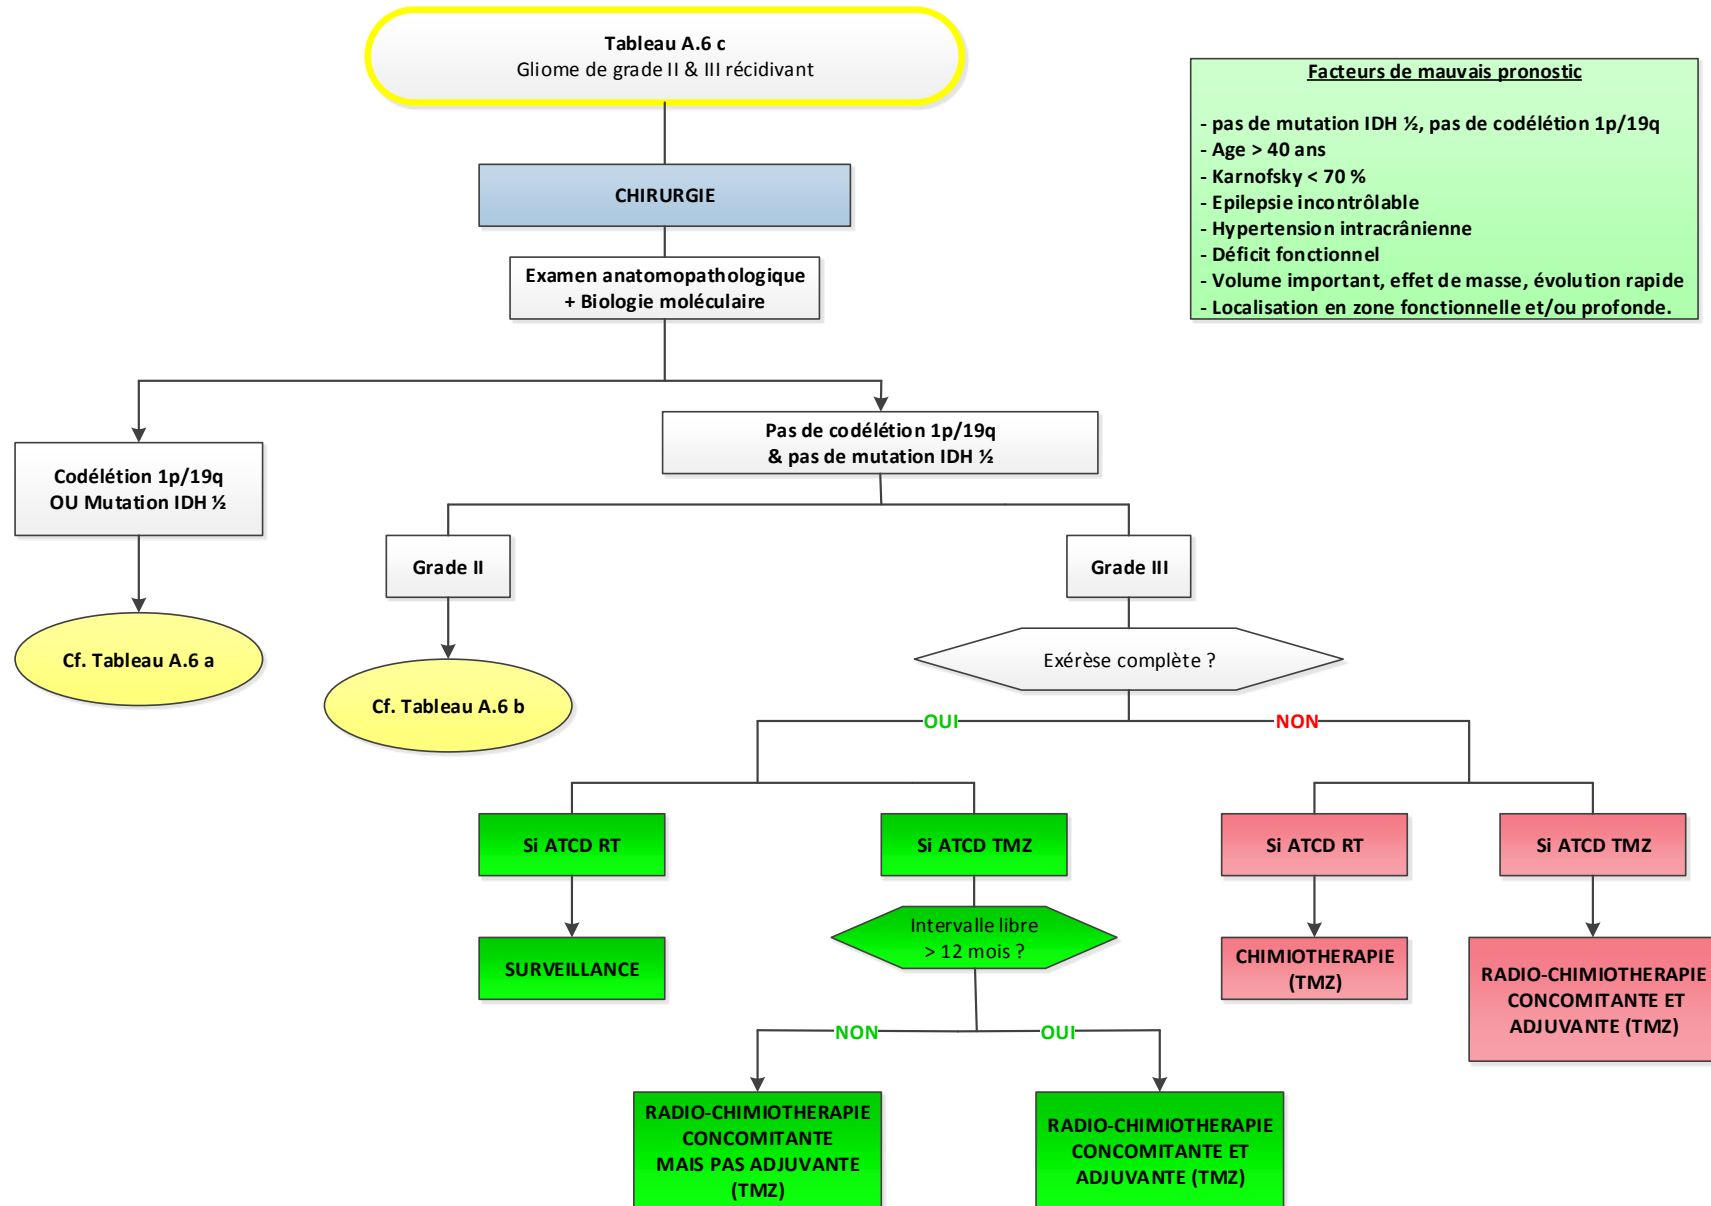 Tableau A.6 c
Gliome de grade II & III récidivant
Facteurs de mauvais pronostic
- pas de mutation IDH ½, pas de codélétion 1p/19q
- Age > 40 ans
- Karnofsky < 70 %
- Epilepsie incontrôlable
- Hypertension intracrânienne
- Déficit fonctionnel
- Volume important, effet de masse, évolution rapide
- Localisation en zone fonctionnelle et/ou profonde.
CHIRURGIE
Examen anatomopathologique
+ Biologie moléculaire
Codélétion 1p/19q
OU Mutation IDH ½
Pas de codélétion 1p/19q
& pas de mutation IDH ½
Grade II
Grade III
Cf. Tableau A.6 a
Cf. Tableau A.6 b
Exérèse complète ?
OUI
NON
Si ATCD RT
Si ATCD TMZ
Si ATCD RT
Si ATCD TMZ
SURVEILLANCE
Intervalle libre
> 12 mois ?
CHIMIOTHERAPIE
(TMZ)
RADIO-CHIMIOTHERAPIE
CONCOMITANTE ET
ADJUVANTE (TMZ)
NON
OUI
RADIO-CHIMIOTHERAPIE
CONCOMITANTE
MAIS PAS ADJUVANTE
(TMZ)
RADIO-CHIMIOTHERAPIE
CONCOMITANTE ET
ADJUVANTE (TMZ)